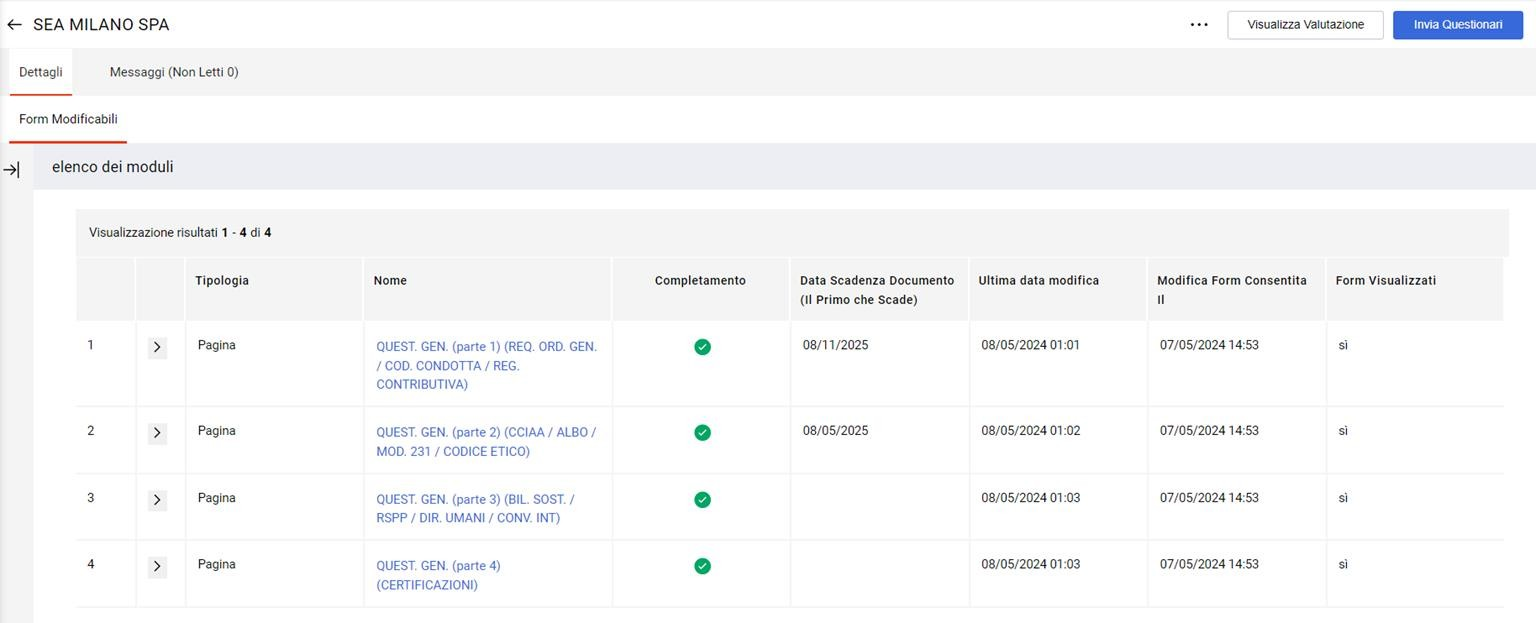 SEA MILANO SPA
Visualizza Valutazione
Invia Questionari
Dettagli
Messaggi (Non Letti 0)
Form Modificabili
elenco dei moduli
Visualizzazione risultati 1 - 4 di 4
Tipologia
Nome
Completamento
Data Scadenza Documento
(Il Primo che Scade)
Ultima data modifica
Modifica Form Consentita
Il
Form Visualizzati
1
Pagina
QUEST. GEN. (parte 1) (REQ. ORD. GEN.
/ COD. CONDOTTA / REG.
CONTRIBUTIVA)
08/11/2025
08/05/2024 01:01
07/05/2024 14:53
sì
2
Pagina
QUEST. GEN. (parte 2) (CCIAA / ALBO /
MOD. 231 / CODICE ETICO)
08/05/2025
08/05/2024 01:02
07/05/2024 14:53
sì
3
Pagina
QUEST. GEN. (parte 3) (BIL. SOST. /
RSPP / DIR. UMANI / CONV. INT)
08/05/2024 01:03
07/05/2024 14:53
sì
4
Pagina
QUEST. GEN. (parte 4)
(CERTIFICAZIONI)
08/05/2024 01:03
07/05/2024 14:53
sì